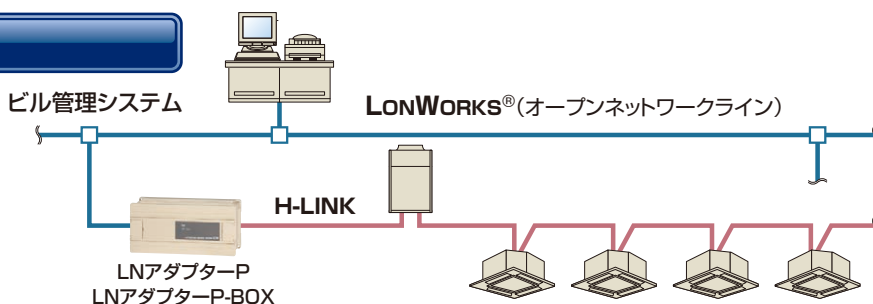 ビル管理システム
LONWORKS®(オープンネットワークライン)
H-LINK
LNアダプターP
LNアダプターP-BOX